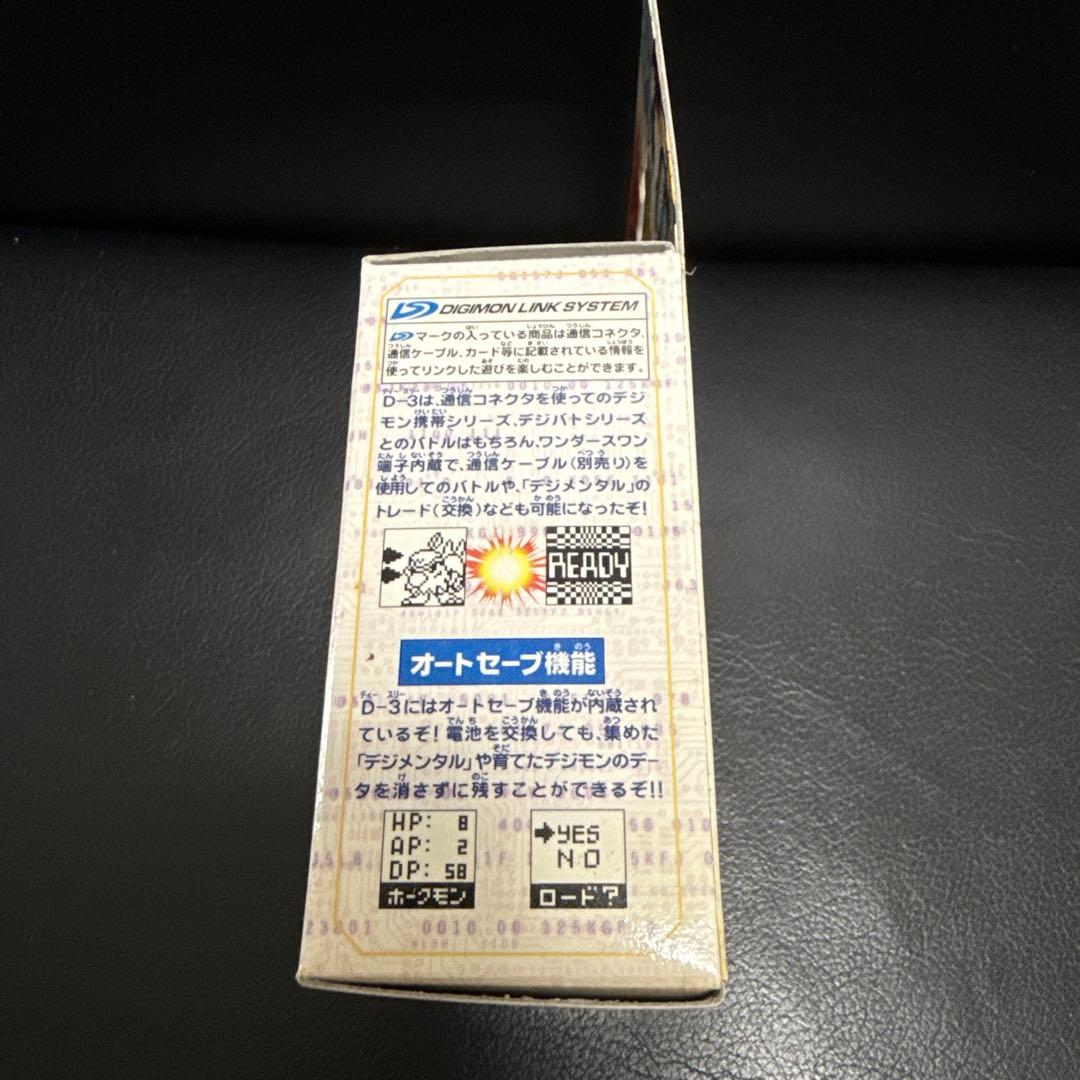 DIGIMON LINK SYSTEM
マークの入っている商品は通信コネクタ、
通信ケーブル、カード等に記載されている情報を
使ってリンクした遊びを楽しむことができます。
D-3は、通信コネクタを使ってのデジ
モン携帯シリーズ、デジバトシリーズ
とのバトルはもちろん、ワンダースワン
端子内蔵で、通信ケーブル(別売り)を
使用してのバトルや、「デジメンタル」の
トレード(交換)なども可能になったぞ!
READY
オートセーブ機能
D-3にはオートセーブ機能が内蔵され
ているぞ! 電池を交換しても、集めた
「デジメンタル」や育てたデジモンのデー
タを消さずに残すことができるぞ!!
HP: 8
AP: 2
DP: 58
ホークモン
YES
NO
ロード?
0010 00 125KGF